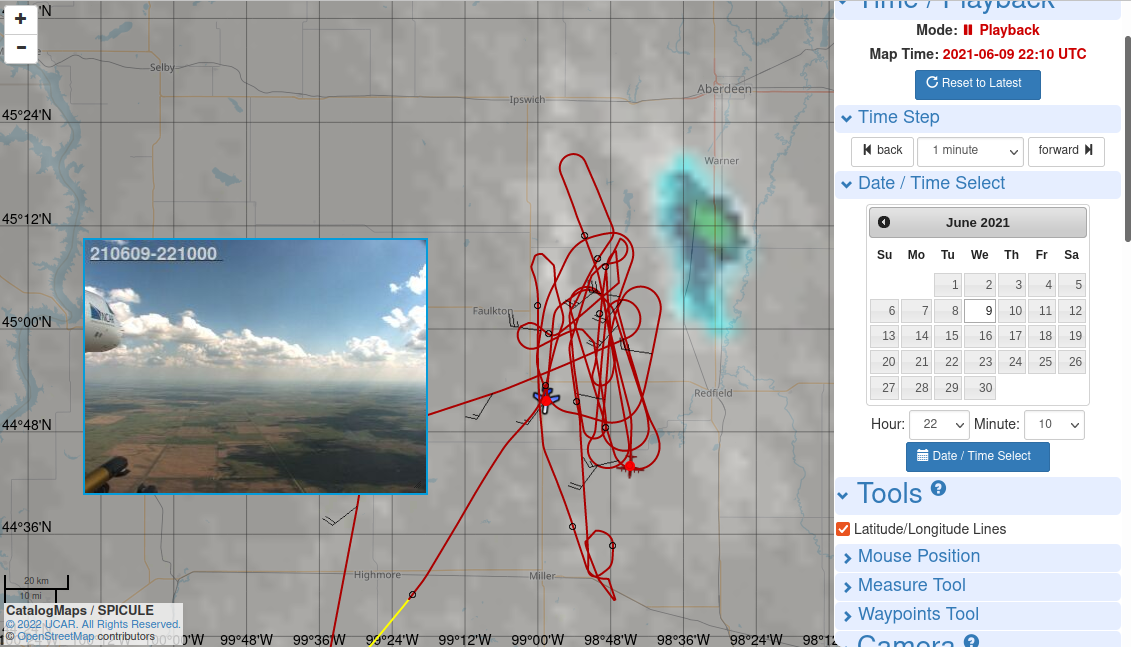 +
−
Selby
Ipswich
Aberdeen
45°24'N
Warner
45°12'N
210609-221000
NCAR
Faulkton
45°00'N
Redfield
44°48'N
44°36'N
Highmore
Miller
20 km
10 mi
CatalogMaps / SPICULE
© 2022 UCAR. All Rights Reserved.
© OpenStreetMap contributors
99°48'W
99°36'W
99°24'W
99°12'W
99°00'W
98°48'W
98°36'W
98°24'W
Time / Playback
Mode: Playback
Map Time: 2021-06-09 22:10 UTC
Reset to Latest
Time Step
back 1 minute forward
Date / Time Select
June 2021
Su Mo Tu We Th Fr Sa
1 2 3 4 5
6 7 8 9 10 11 12
13 14 15 16 17 18 19
20 21 22 23 24 25 26
27 28 29 30
Hour: 22 Minute: 10
Date / Time Select
Tools ?
Latitude/Longitude Lines
Mouse Position
Measure Tool
Waypoints Tool
Camera ?